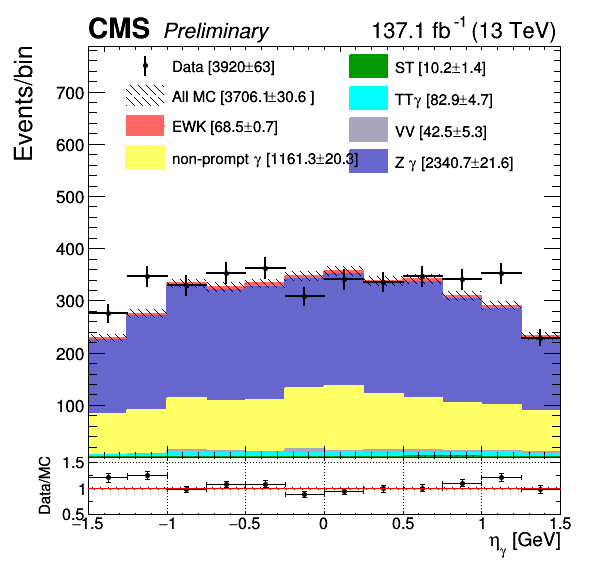 CMS Preliminary 137.1 fb⁻¹ (13 TeV)
Events/bin
Data [3920±63]
All MC [3706.1±30.6 ]
EWK [68.5±0.7]
non-prompt γ [1161.3±20.3]
ST [10.2±1.4]
TTγ [82.9±4.7]
VV [42.5±5.3]
Z γ [2340.7±21.6]
700
600
500
400
300
200
100
Data/MC
1.5
1
0.5
−1.5 −1 −0.5 0 0.5 1 1.5
ηγ [GeV]